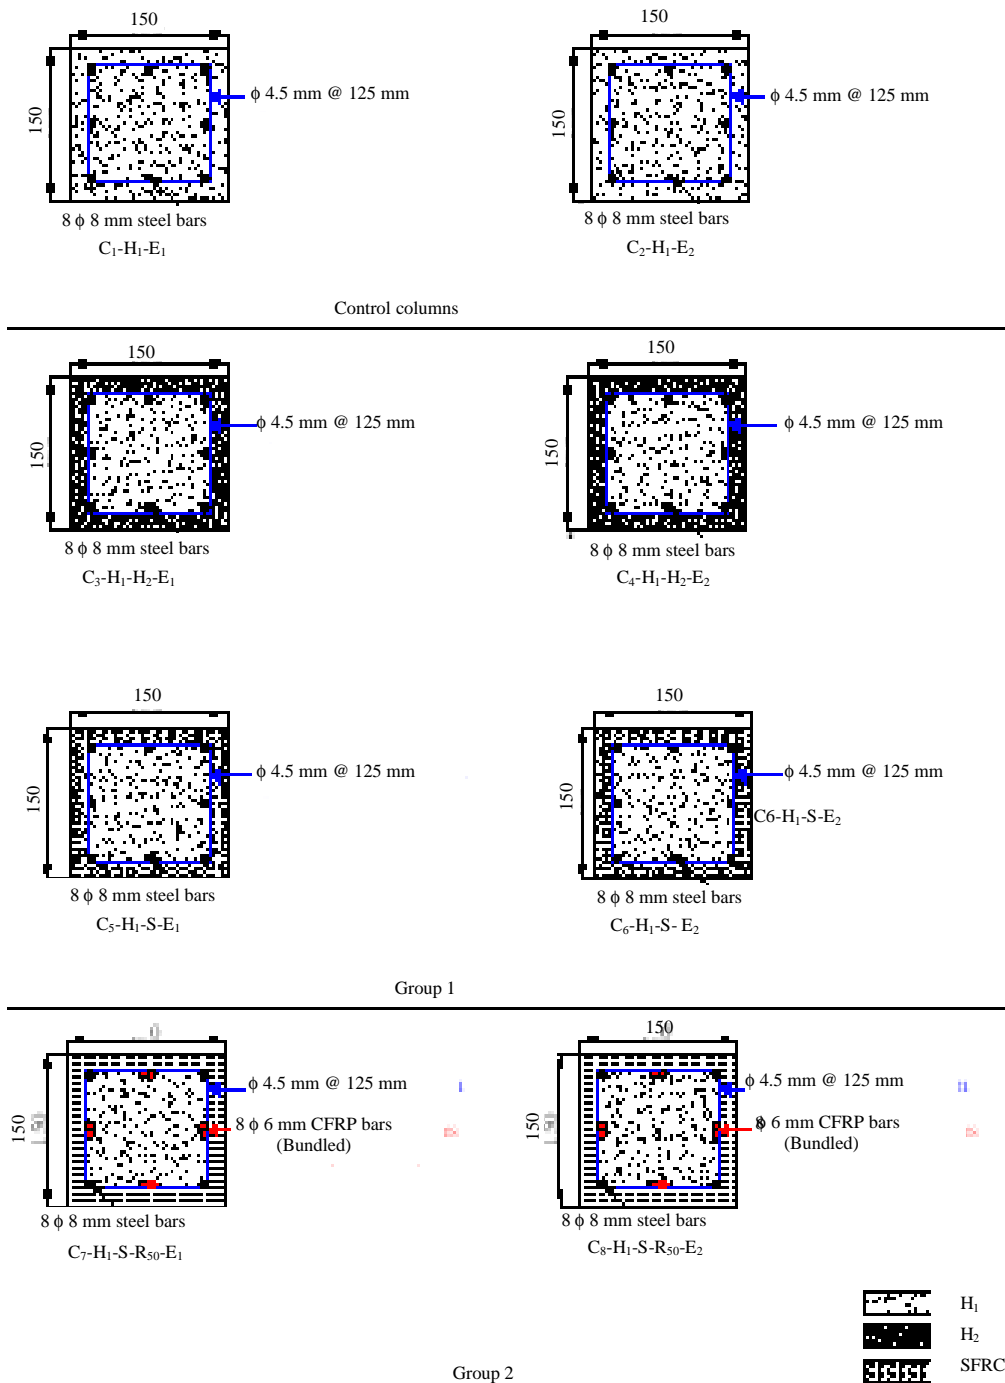 150 150
150 φ 4.5 mm @ 125 mm 150 φ 4.5 mm @ 125 mm
8 φ 8 mm steel bars 8 φ 8 mm steel bars
C₁-H₁-E₁ C₂-H₁-E₂
Control columns
150 150
150 φ 4.5 mm @ 125 mm 150 φ 4.5 mm @ 125 mm
8 φ 8 mm steel bars 8 φ 8 mm steel bars
C₃-H₁-H₂-E₁ C₄-H₁-H₂-E₂
150 150
150 φ 4.5 mm @ 125 mm 150 φ 4.5 mm @ 125 mm
C6-H₁-S-E₂
8 φ 8 mm steel bars 8 φ 8 mm steel bars
C₅-H₁-S-E₁ C₆-H₁-S- E₂
Group 1
150
φ 4.5 mm @ 125 mm φ 4.5 mm @ 125 mm
150 8 φ 6 mm CFRP bars 150 8 φ 6 mm CFRP bars
(Bundled) (Bundled)
8 φ 8 mm steel bars 8 φ 8 mm steel bars
C₇-H₁-S-R₅₀-E₁ C₈-H₁-S-R₅₀-E₂
H₁
H₂
SFRC
Group 2